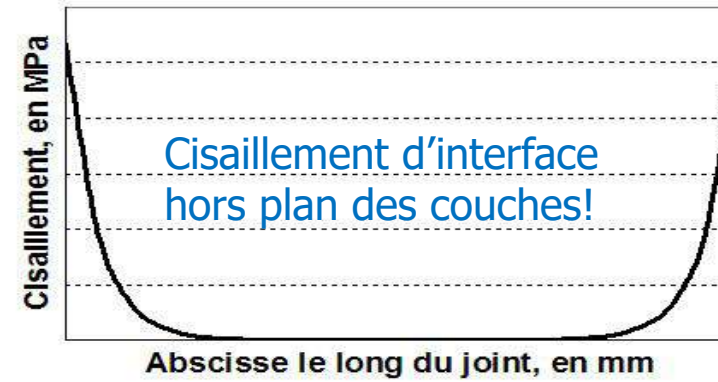 Cisaillement, en MPa
Cisaillement d'interface
hors plan des couches!
Abscisse le long du joint, en mm